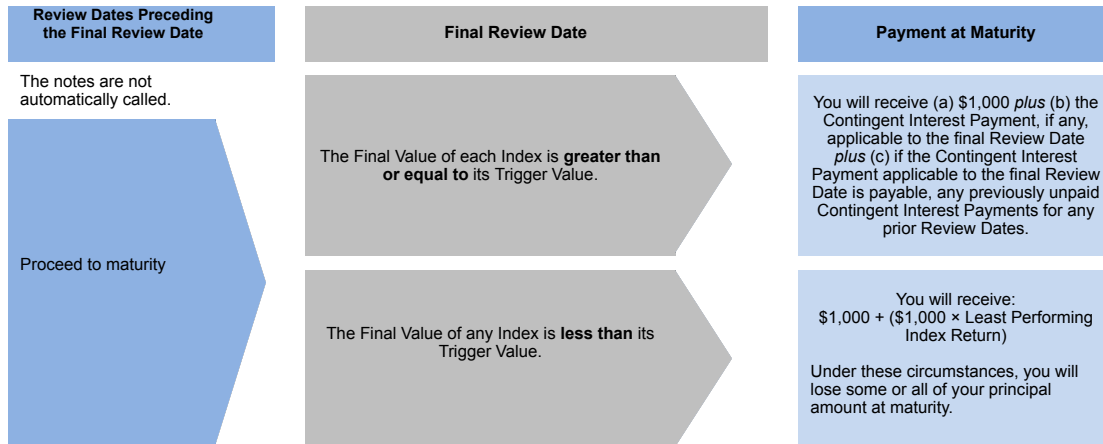 Review Dates Preceding
the Final Review Date
Final Review Date
Payment at Maturity
The notes are not
automatically called.
Proceed to maturity
The Final Value of each Index is greater than
or equal to its Trigger Value.
You will receive (a) $1,000 plus (b) the
Contingent Interest Payment, if any,
applicable to the final Review Date
plus (c) if the Contingent Interest
Payment applicable to the final Review
Date is payable, any previously unpaid
Contingent Interest Payments for any
prior Review Dates.
The Final Value of any Index is less than its
Trigger Value.
You will receive:
$1,000 + ($1,000 × Least Performing
Index Return)
Under these circumstances, you will
lose some or all of your principal
amount at maturity.